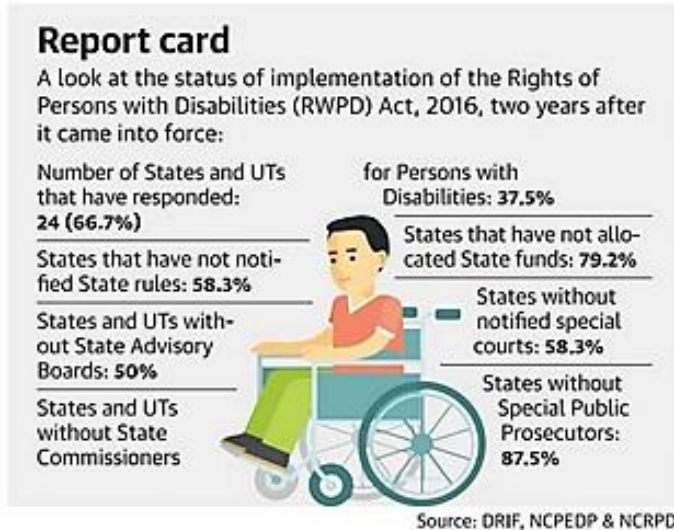 Report card
A look at the status of implementation of the Rights of
Persons with Disabilities (RWPD) Act, 2016, two years after
it came into force:
Number of States and UTs
that have responded:
24 (66.7%)
States that have not noti-
fied State rules: 58.3%
States and UTs with-
out State Advisory
Boards: 50%
States and UTs
without State
Commissioners
for Persons with
Disabilities: 37.5%
States that have not allo-
cated State funds: 79.2%
States without
notified special
courts: 58.3%
States without
Special Public
Prosecutors:
87.5%
Source: DRIF, NCPEDP & NCRPD